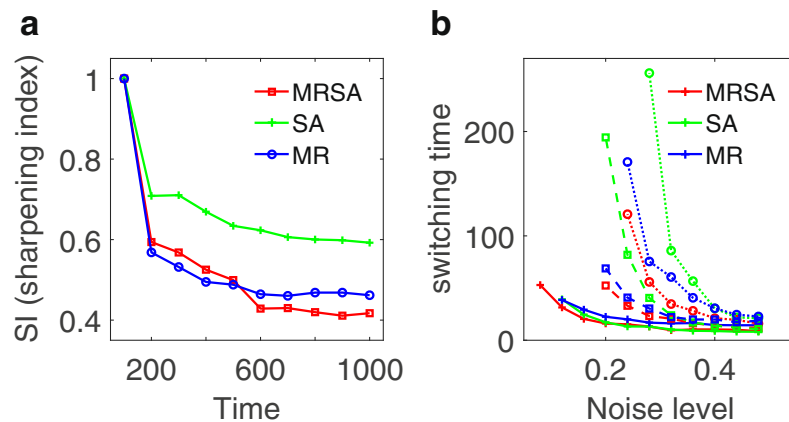 a
SI (sharpening index)
1
0.8
0.6
0.4
200
600
1000
Time
MRSA
SA
MR
b
switching time
200
100
0
0.2
0.4
Noise level
MRSA
SA
MR